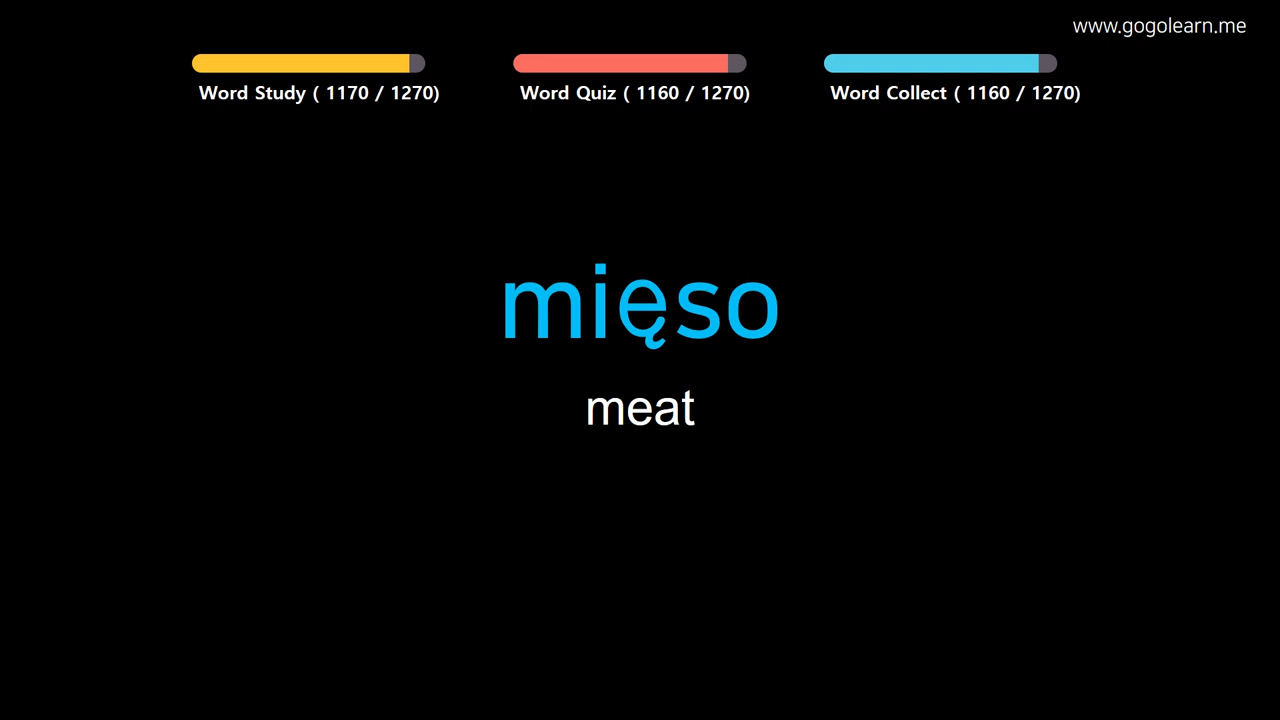 www.gogolearn.me
Word Study ( 1170 / 1270)
Word Quiz ( 1160 / 1270)
Word Collect ( 1160 / 1270)
mięso
meat